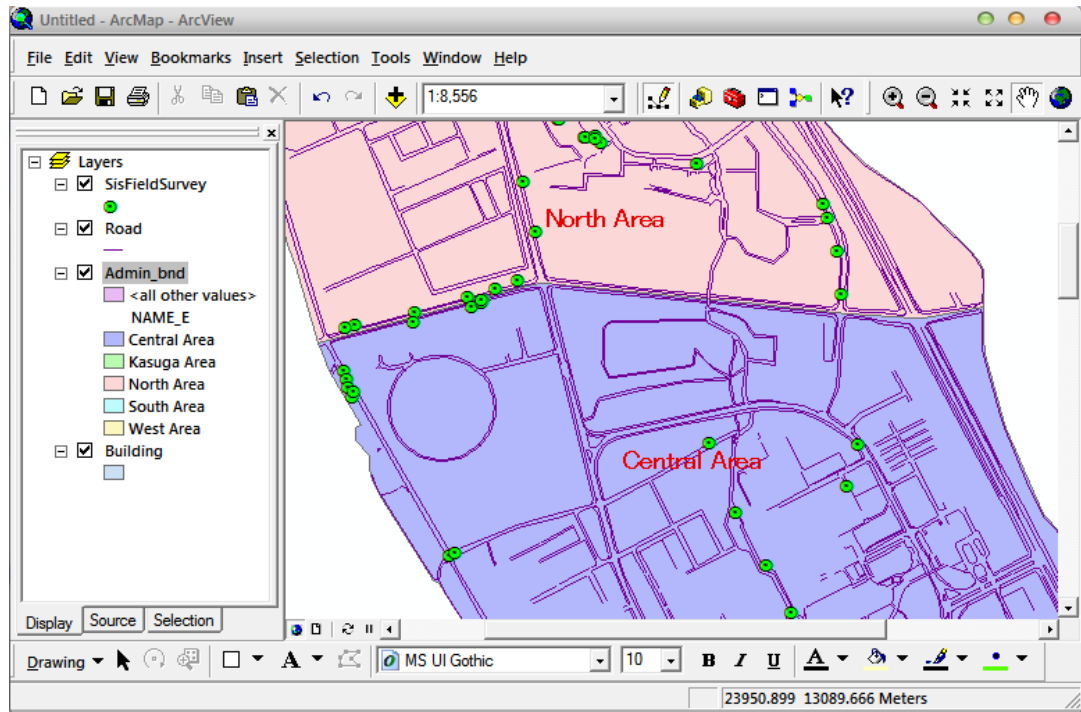 Untitled - ArcMap - ArcView
File Edit View Bookmarks Insert Selection Tools Window Help
1:8,556
Layers
SisFieldSurvey
Road
Admin_bnd
<all other values>
NAME_E
Central Area
Kasuga Area
North Area
South Area
West Area
Building
North Area
Central Area
Display Source Selection
Drawing A MS UI Gothic 10 B I U A
23950.899 13089.666 Meters